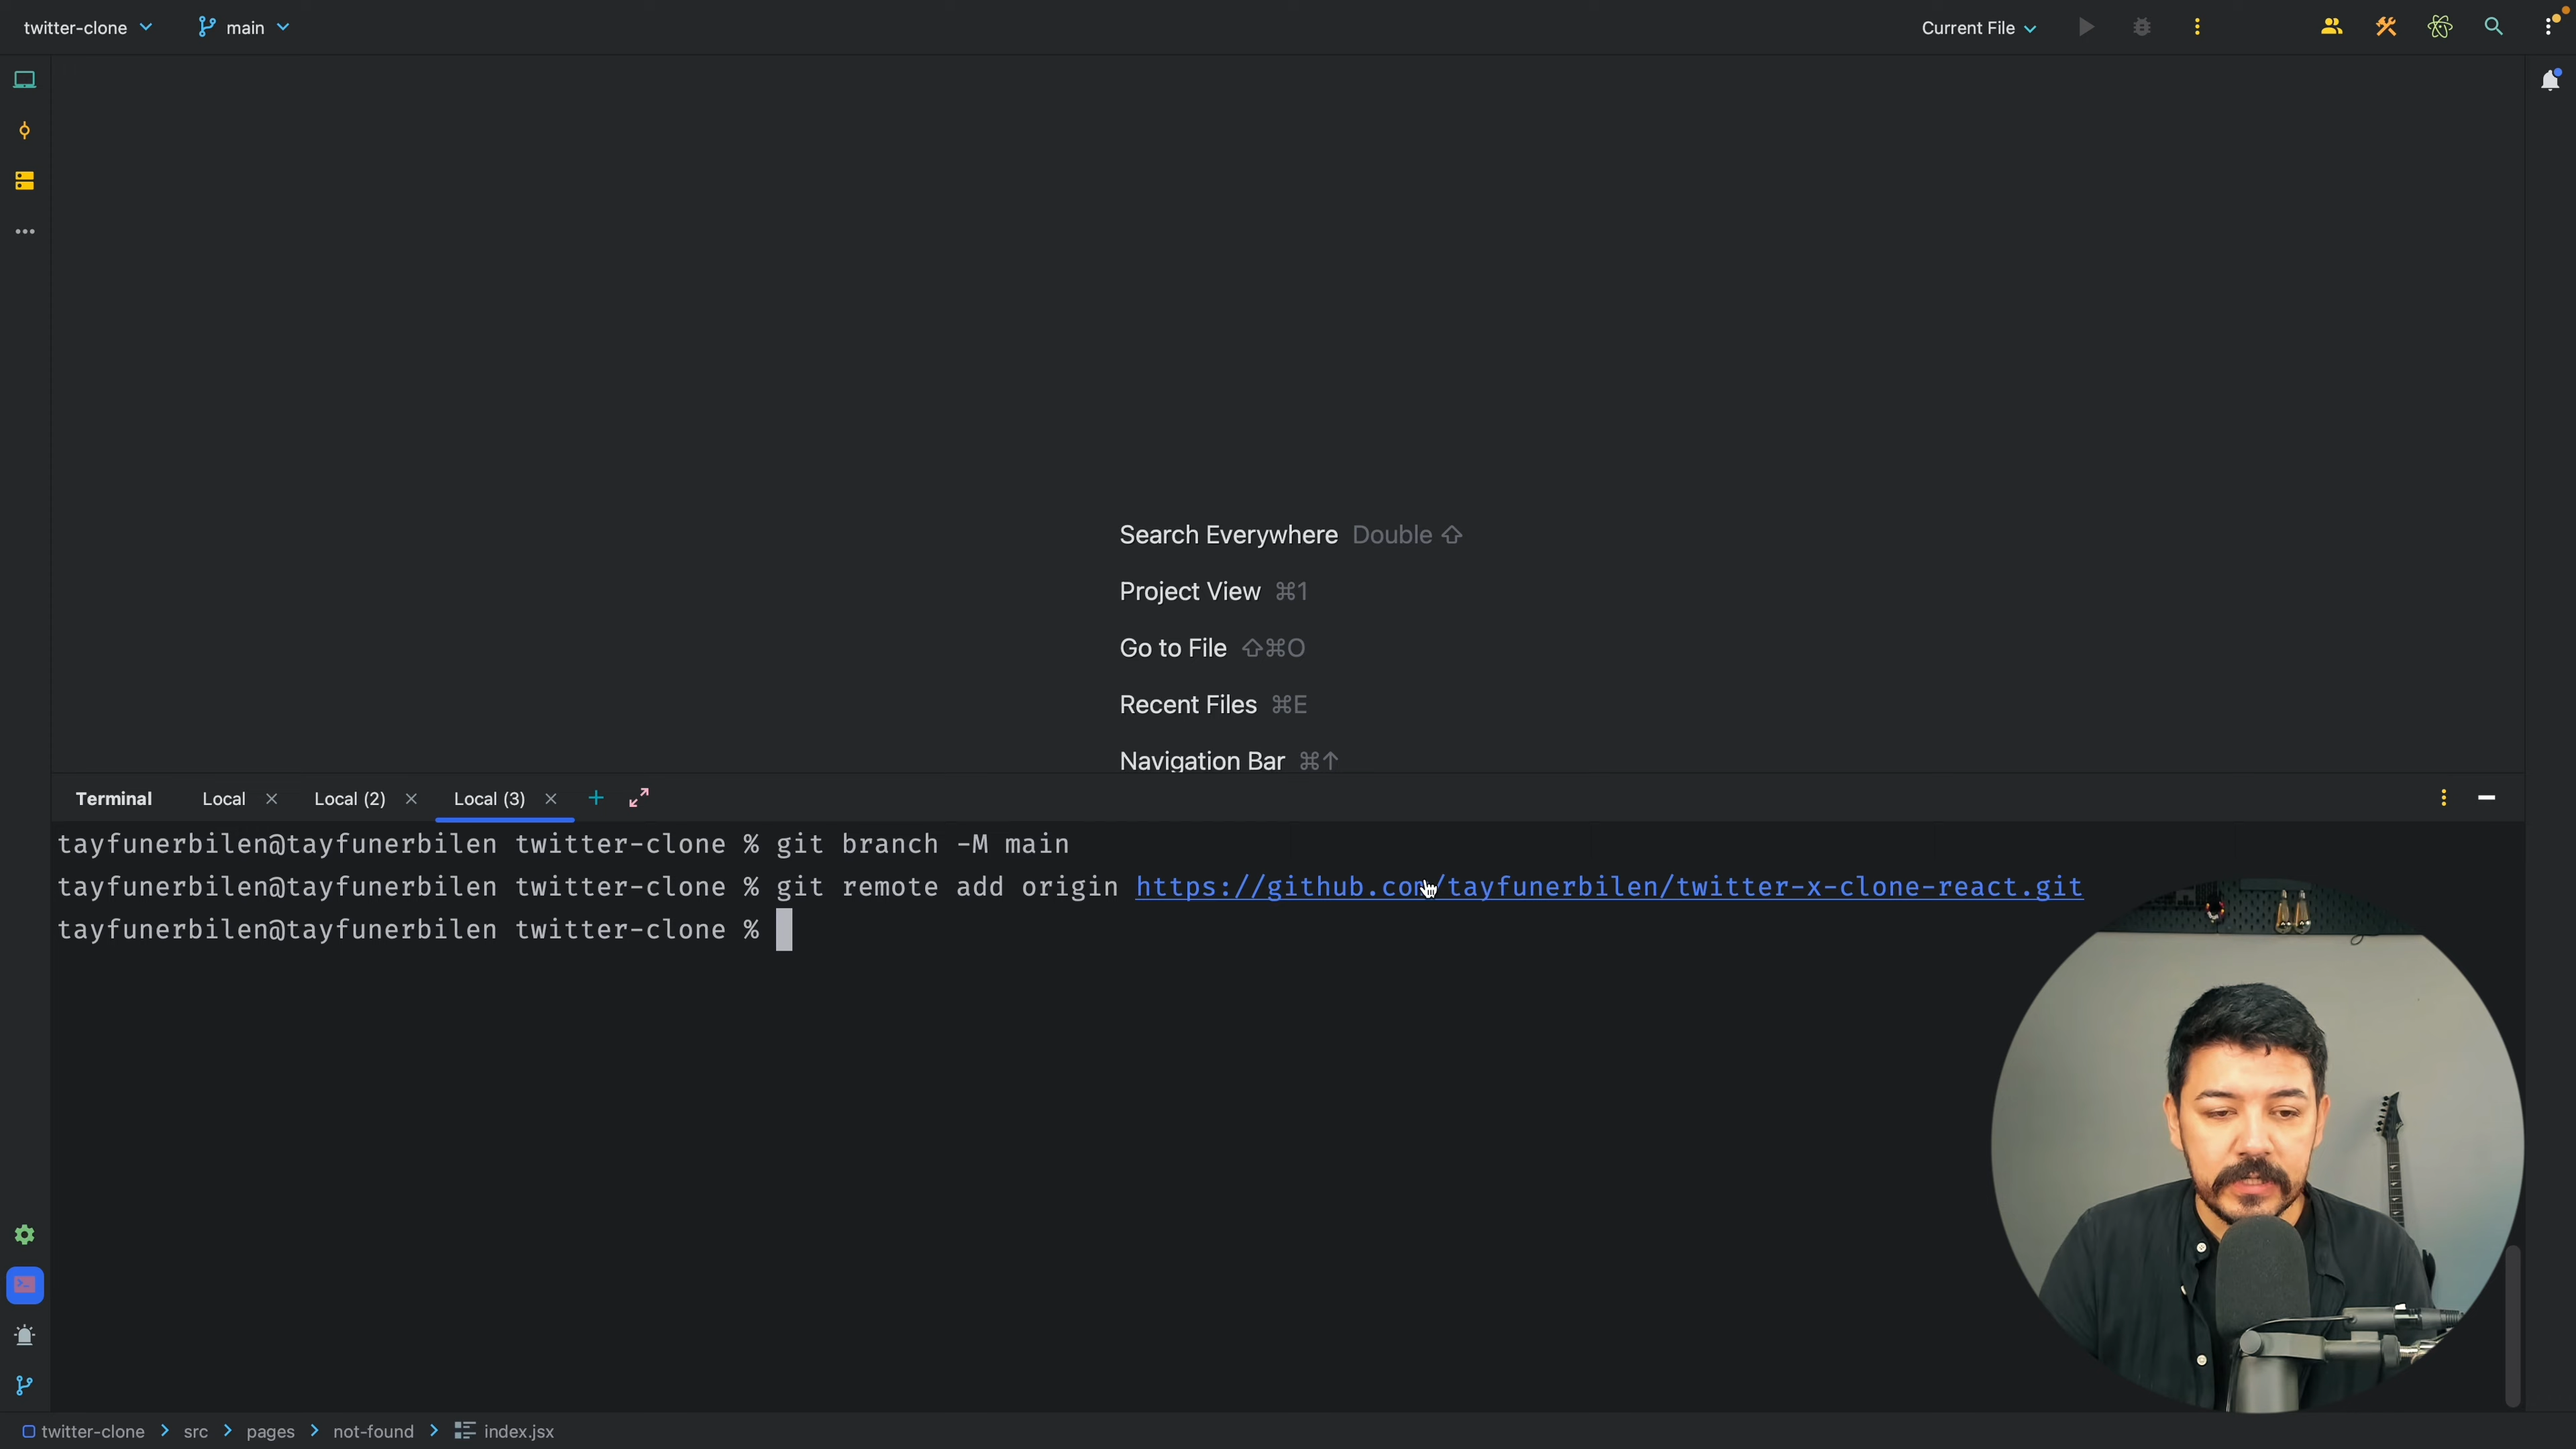 twitter-clone main Current File
Search Everywhere Double ⇧
Project View ⌘1
Go to File ⇧⌘O
Recent Files ⌘E
Navigation Bar ⌘↑
Terminal Local Local (2) Local (3)
tayfunerbilen@tayfunerbilen twitter-clone % git branch -M main
tayfunerbilen@tayfunerbilen twitter-clone % git remote add origin https://github.com/tayfunerbilen/twitter-x-clone-react.git
tayfunerbilen@tayfunerbilen twitter-clone %
twitter-clone > src > pages > not-found > index.jsx